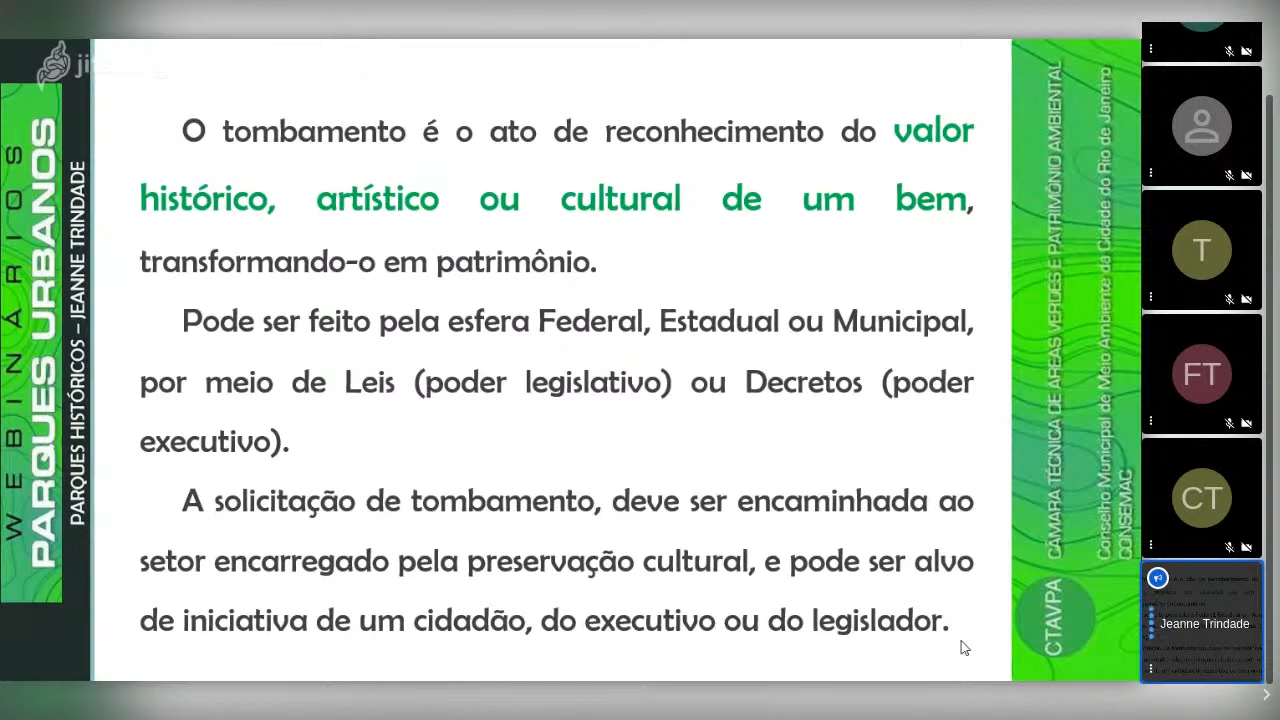 ji
WEBINÁRIOS
PARQUES URBANOS
PARQUES HISTÓRICOS – JEANNE TRINDADE
O tombamento é o ato de reconhecimento do valor
histórico, artístico ou cultural de um bem,
transformando-o em patrimônio.
Pode ser feito pela esfera Federal, Estadual ou Municipal,
por meio de Leis (poder legislativo) ou Decretos (poder
executivo).
A solicitação de tombamento, deve ser encaminhada ao
setor encarregado pela preservação cultural, e pode ser alvo
de iniciativa de um cidadão, do executivo ou do legislador.
CTAVPA
CÂMARA TÉCNICA DE ÁREAS VERDES E PATRIMÔNIO AMBIENTAL
Conselho Municipal de Meio Ambiente da Cidade do Rio de Janeiro
CONSEMAC
T
FT
CT
Jeanne Trindade